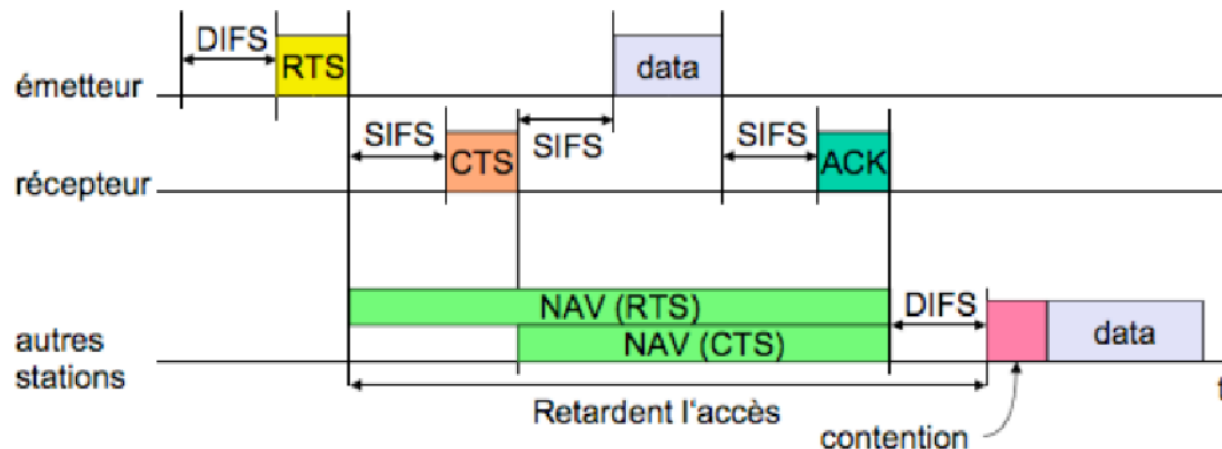 DIFS
RTS
data
émetteur
SIFS
CTS
SIFS
SIFS
ACK
récepteur
NAV (RTS)
DIFS
NAV (CTS)
data
autres
stations
t
Retardent l'accès
contention